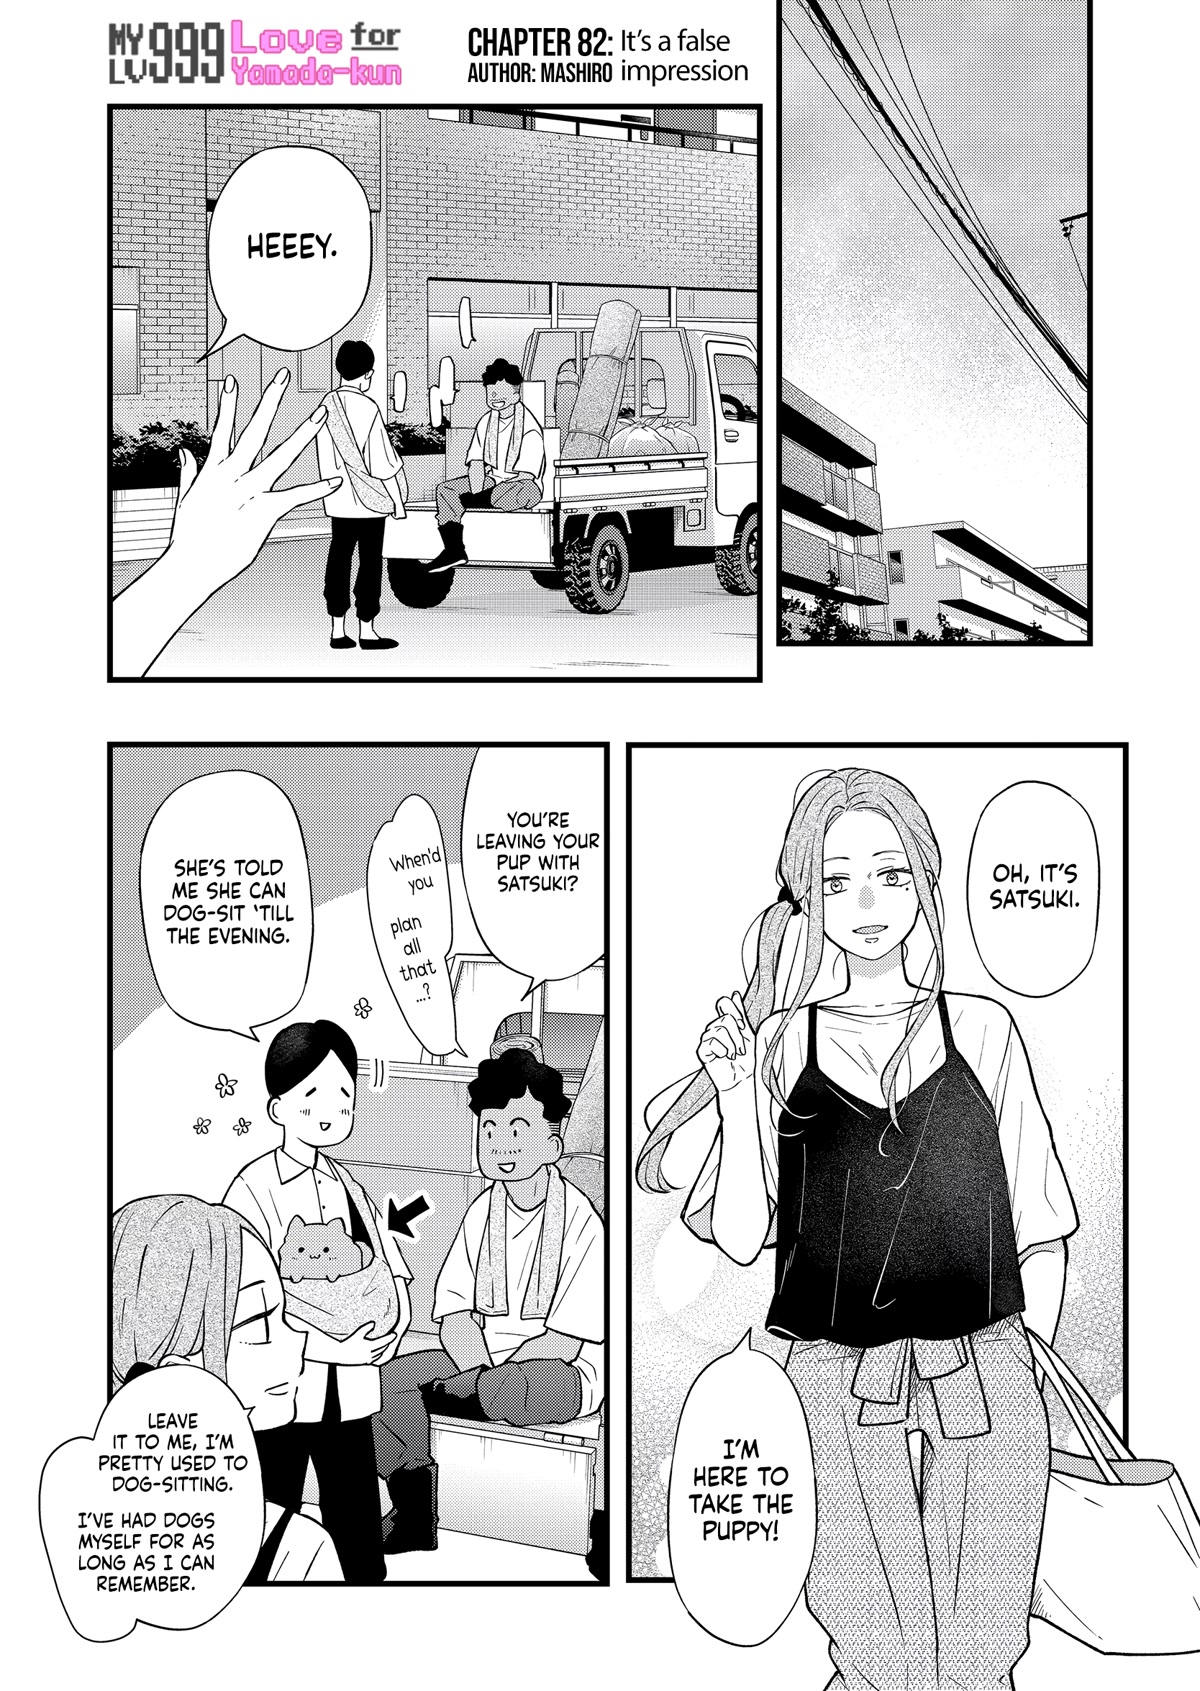 MY
LV
999
Love for
Yamada-kun
CHAPTER 82:
AUTHOR: MASHIRO
It's a false
impression
HEEEY.
OH, IT'S
SATSUKI.
I'M
HERE TO
TAKE THE
PUPPY!
YOU'RE
LEAVING YOUR
PUP WITH
SATSUKI?
When'd
you
plan
all
that
....?
SHE'S TOLD
ME SHE CAN
DOG-SIT 'TILL
THE EVENING.
LEAVE
IT TO ME, I'M
PRETTY USED TO
DOG-SITTING.
I'VE HAD DOGS
MYSELF FOR AS
LONG AS I CAN
REMEMBER.